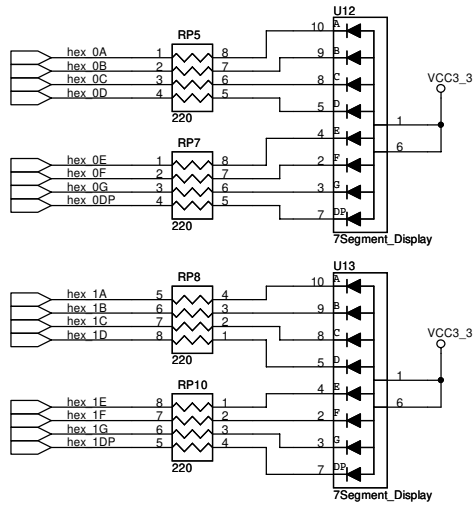 U12
RP5
hex_0A 1 8 10 A
hex_0B 2 7 9 B
hex_0C 3 6 8 C
hex_0D 4 5 5 D
220
VCC3_3
1
6
RP7
4 E
hex_0E 1 8
hex_0F 2 7 2 F
hex_0G 3 6 3 G
hex_0DP 4 5 7 DP
220
7Segment_Display
U13
RP8
10 A
hex_1A 5 4
hex_1B 6 3 9 B
hex_1C 7 2 8 C
hex_1D 8 1
5 D
220
VCC3_3
1
6
RP10
4 E
hex_1E 8 1
hex_1F 7 2 2 F
hex_1G 6 3 3 G
hex_1DP 5 4
7 DP
220
7Segment_Display